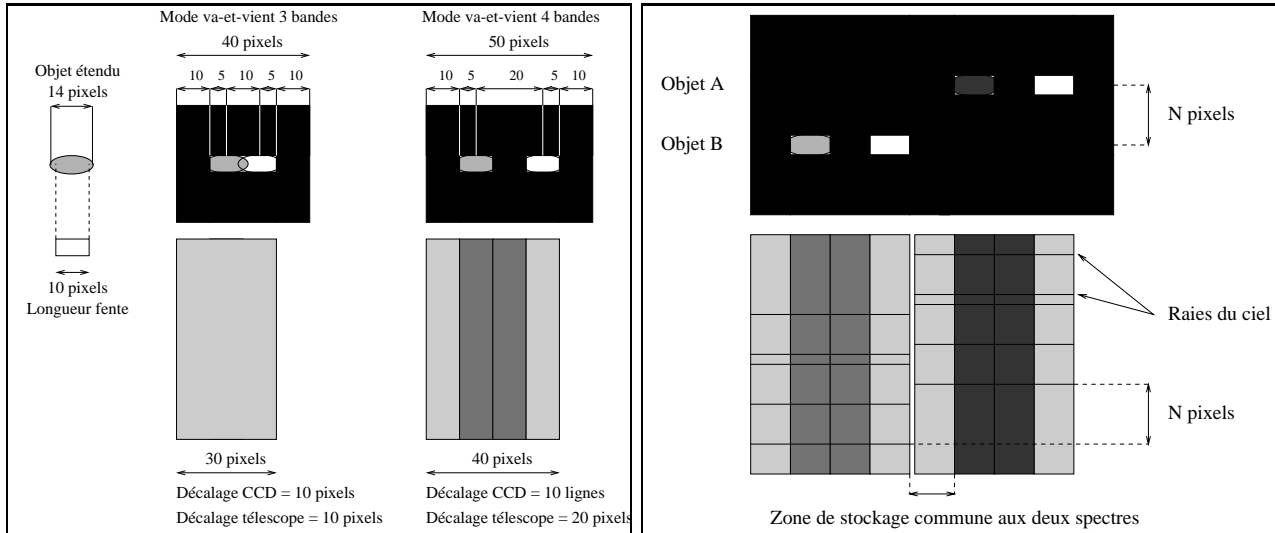 Mode va-et-vient 3 bandes
40 pixels
10 5 10 5 10
Objet étendu
14 pixels
10 pixels
Longueur fente
30 pixels
Décalage CCD = 10 pixels
Décalage télescope = 10 pixels
Mode va-et-vient 4 bandes
50 pixels
10 5 20 5 10
40 pixels
Décalage CCD = 10 lignes
Décalage télescope = 20 pixels
Objet A
Objet B
N pixels
Raies du ciel
N pixels
Zone de stockage commune aux deux spectres